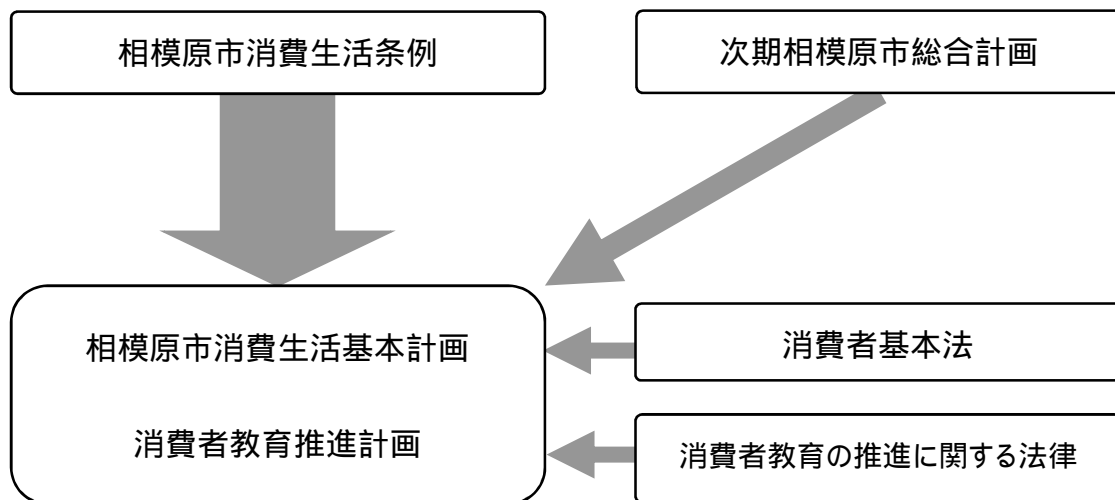 相模原市消費生活条例
次期相模原市総合計画
相模原市消費生活基本計画
消費者基本法
消費者教育推進計画
消費者教育の推進に関する法律